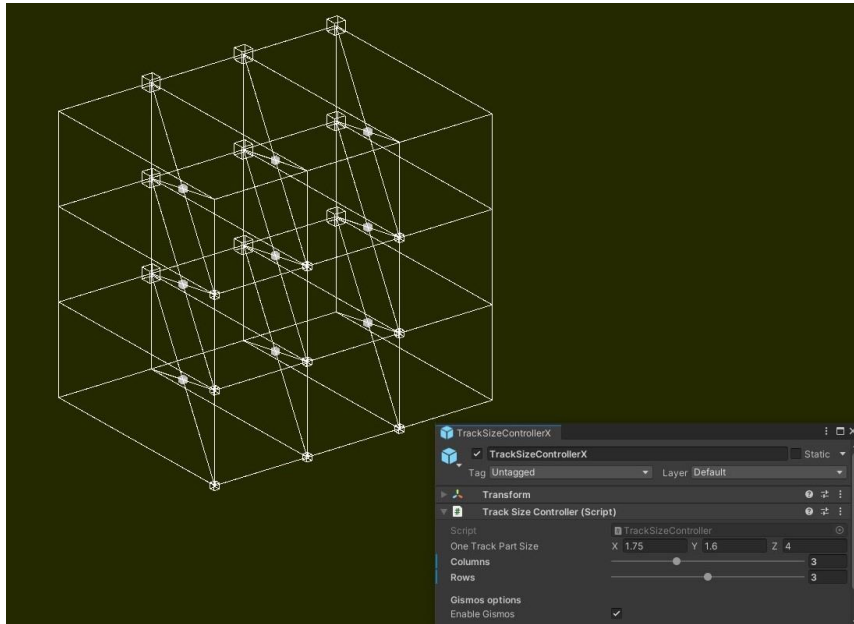 TrackSizeControllerX
TrackSizeControllerX Static
Tag Untagged Layer Default
Transform
# Track Size Controller (Script)
Script TrackSizeController
One Track Part Size X 1.75 Y 1.6 Z 4
Columns 3
Rows 3
Gismos options
Enable Gismos